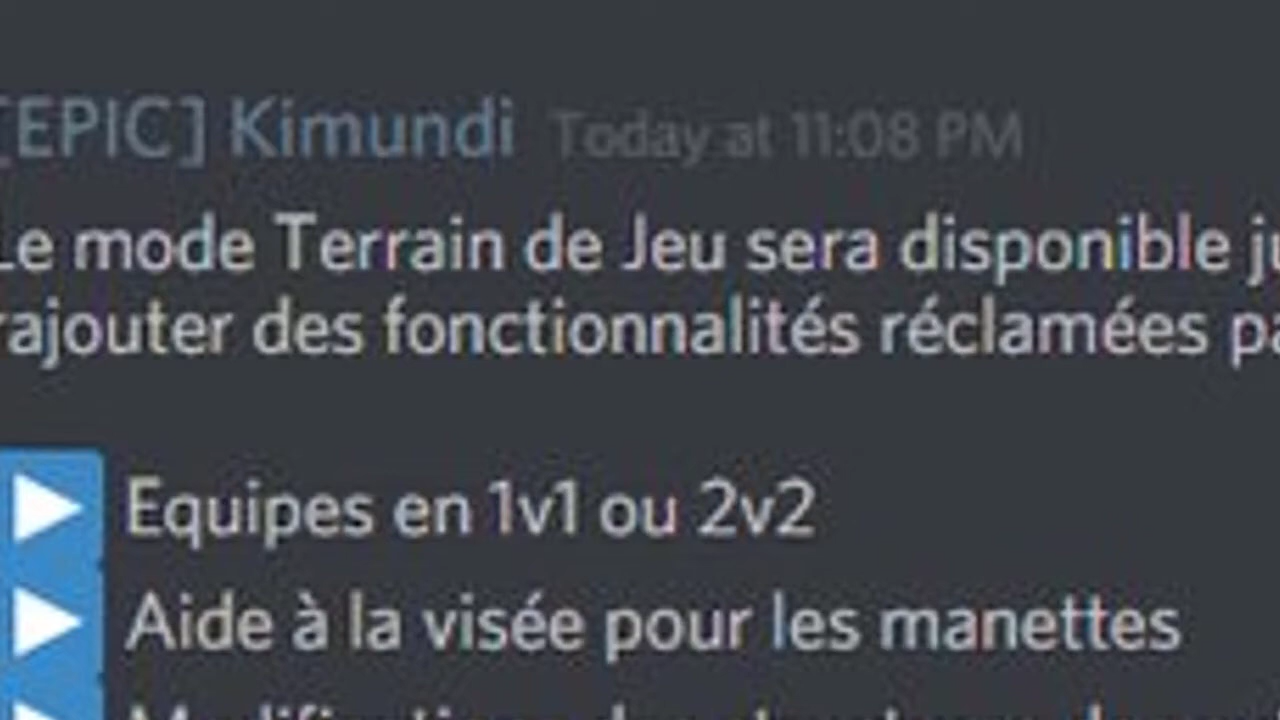 [EPIC] Kimundi Today at 11:08 PM
Le mode Terrain de Jeu sera disponible
rajouter des fonctionnalités réclamées
Equipes en 1v1 ou 2v2
Aide à la visée pour les manettes